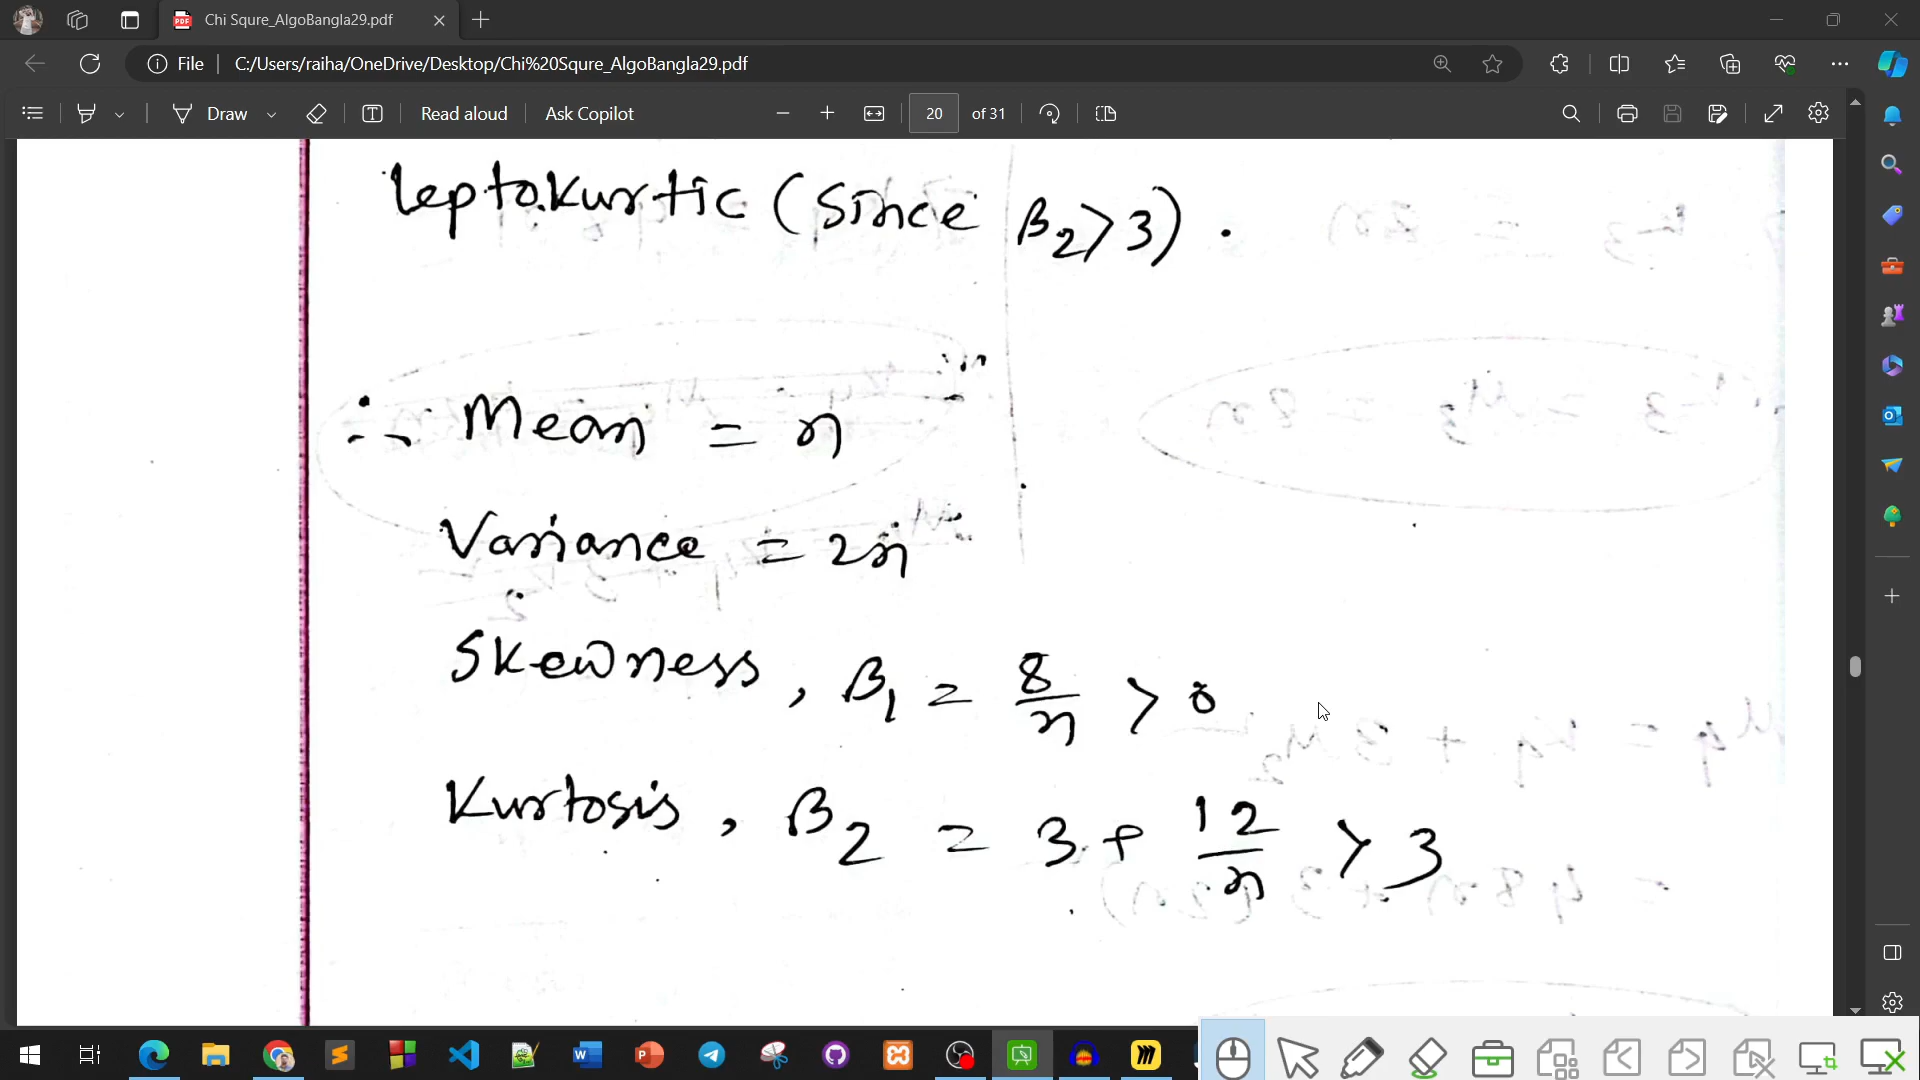 Chi Squre_AlgoBangla29.pdf
File
C:/Users/raiha/OneDrive/Desktop/Chi%20Squre_AlgoBangla29.pdf
Draw
Read aloud
Ask Copilot
20 of 31
leptokurtic (Since β₂>3).
∴ Mean = n
Variance = 2n
Skewness, β₁ = 8/n > 0
Kurtosis, β₂ = 3 + 12/n > 3